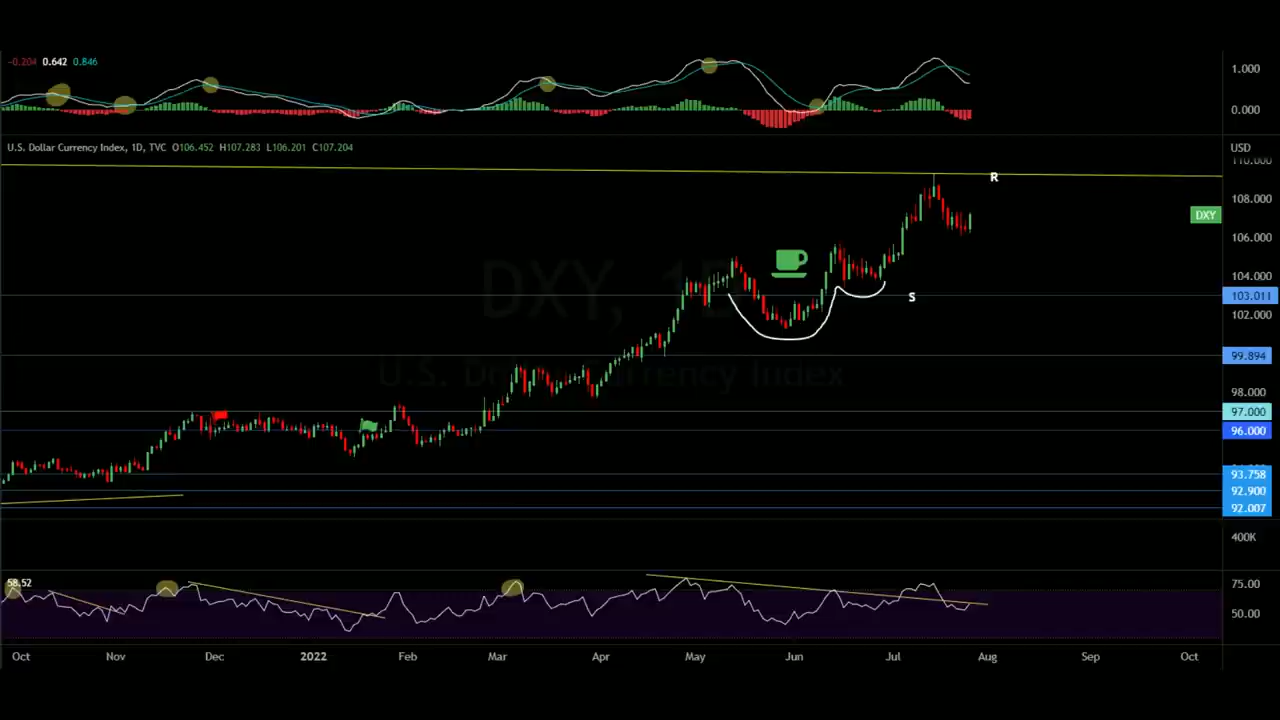 -0.204 0.642 0.846
1.000
0.000
U.S. Dollar Currency Index, 1D, TVC O106.452 H107.283 L106.201 C107.204
USD
110.000
R
108.000
DXY
106.000
104.000
DXY, 1D
S
103.011
102.000
99.894
U.S. Dollar Currency Index
98.000
97.000
96.000
93.758
92.900
92.007
400K
58.52
75.00
50.00
Oct Nov Dec 2022 Feb Mar Apr May Jun Jul Aug Sep Oct